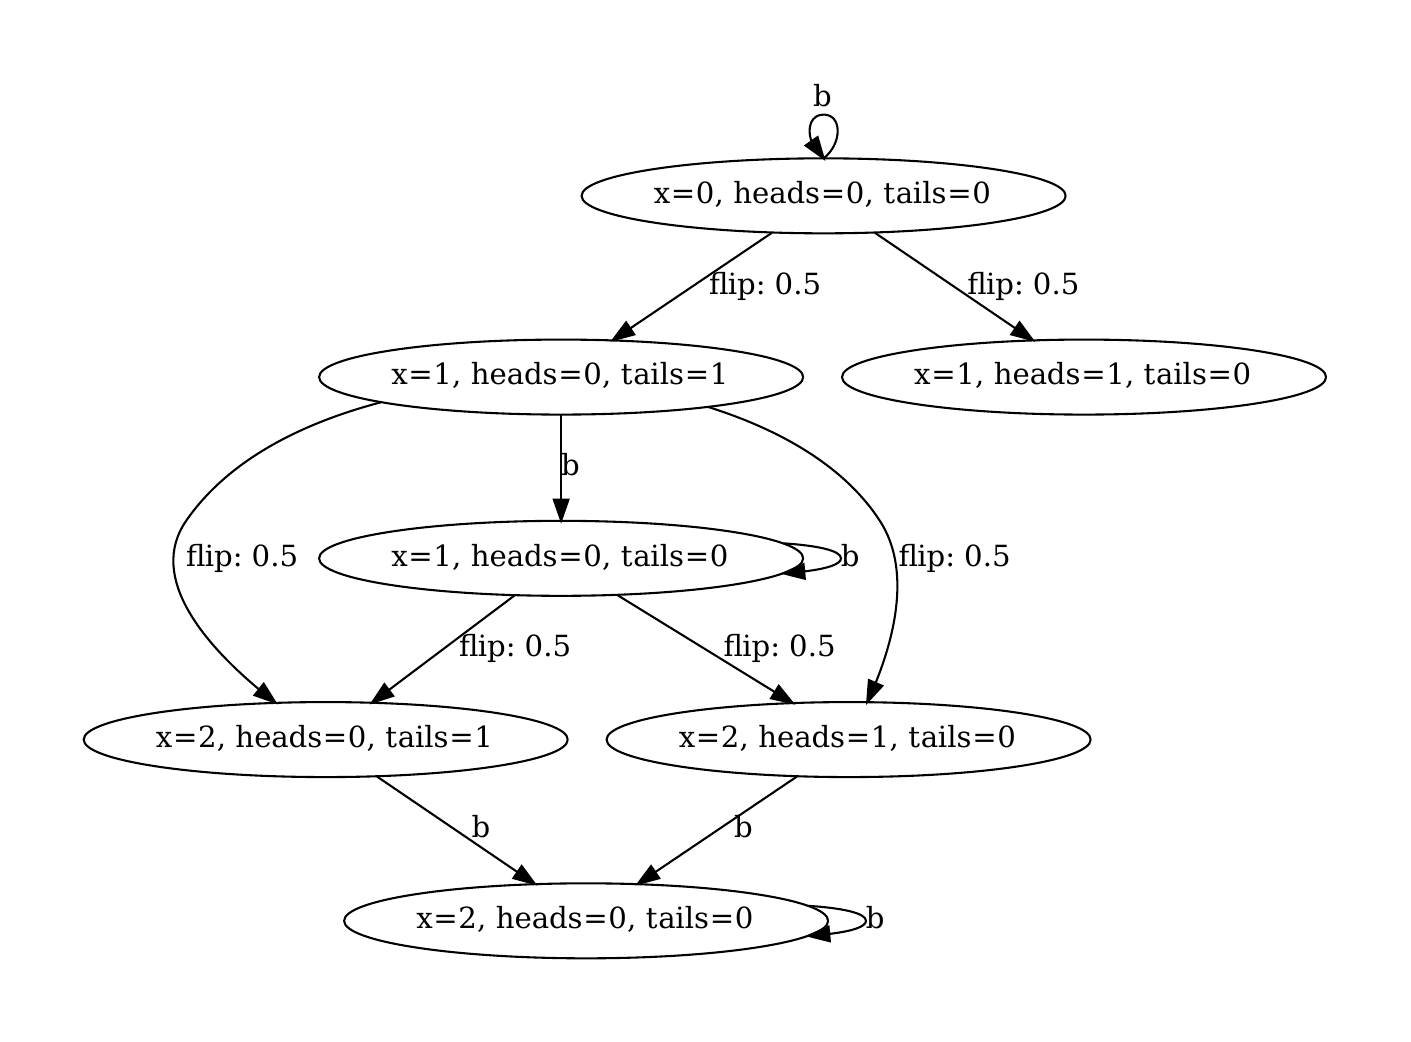 b
x=0, heads=0, tails=0
flip: 0.5
flip: 0.5
x=1, heads=0, tails=1
x=1, heads=1, tails=0
b
flip: 0.5
x=1, heads=0, tails=0
b
flip: 0.5
flip: 0.5
flip: 0.5
x=2, heads=0, tails=1
x=2, heads=1, tails=0
b
b
x=2, heads=0, tails=0
b